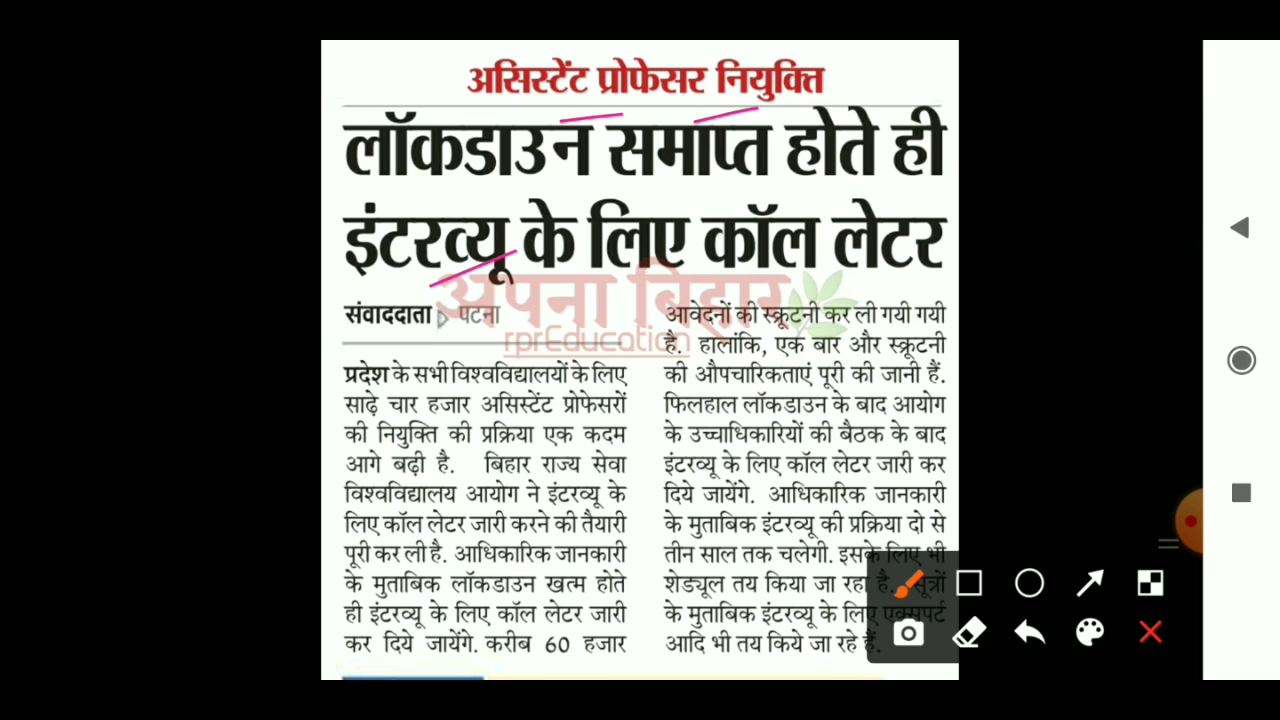 असिस्टेंट प्रोफेसर नियुक्ति
लॉकडाउन समाप्त होते ही
इंटरव्यू के लिए कॉल लेटर
अपना बिहार
rprEducation
संवाददाता ▷ पटना
प्रदेश के सभी विश्वविद्यालयों के लिए
साढ़े चार हजार असिस्टेंट प्रोफेसरों
की नियुक्ति की प्रक्रिया एक कदम
आगे बढ़ी है. बिहार राज्य सेवा
विश्वविद्यालय आयोग ने इंटरव्यू के
लिए कॉल लेटर जारी करने की तैयारी
पूरी कर ली है. आधिकारिक जानकारी
के मुताबिक लॉकडाउन खत्म होते
ही इंटरव्यू के लिए कॉल लेटर जारी
कर दिये जायेंगे. करीब 60 हजार
आवेदनों की स्क्रूटनी कर ली गयी गयी
है. हालांकि, एक बार और स्क्रूटनी
की औपचारिकताएं पूरी की जानी हैं.
फिलहाल लॉकडाउन के बाद आयोग
के उच्चाधिकारियों की बैठक के बाद
इंटरव्यू के लिए कॉल लेटर जारी कर
दिये जायेंगे. आधिकारिक जानकारी
के मुताबिक इंटरव्यू की प्रक्रिया दो से
तीन साल तक चलेगी. इसके लिए भी
शेड्यूल तय किया जा रहा है. सूत्रों
के मुताबिक इंटरव्यू के लिए एक्सपर्ट
आदि भी तय किये जा रहे हैं.